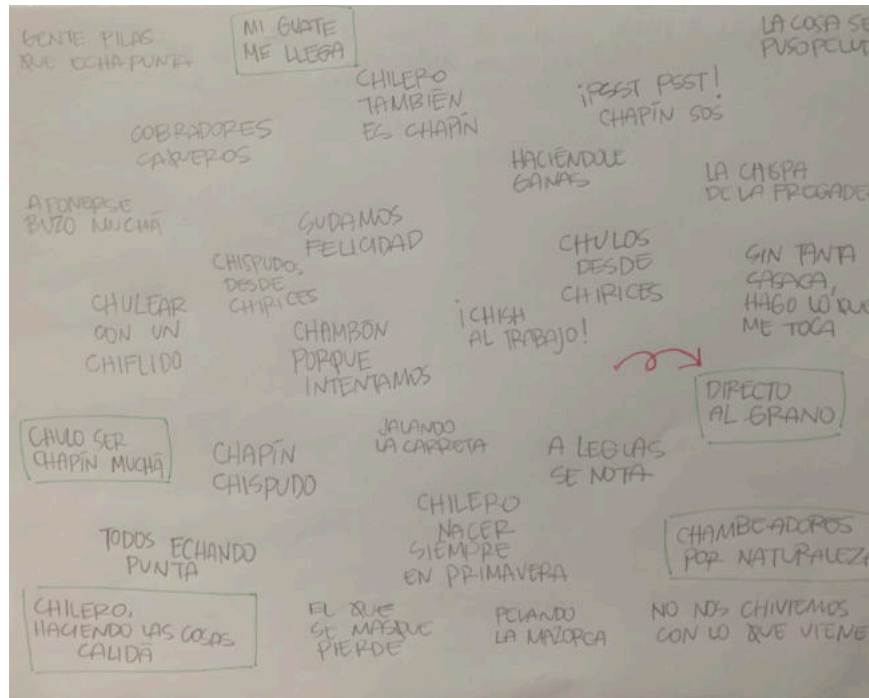 GENTE PILAS
QUE ECHA PUNTA
MI GUATE
ME LLEGA
LA COSA SE
PUSO PELUT
CHILERO
TAMBIÉN
ES CHAPÍN
¡PSST PSST!
CHAPÍN SOS
COBRADORES
CAQUEROS
HACIÉNDOLE
GANAS
LA CHISPA
DE LA FREGADE
A PONERSE
BUZO MUCHÁ
SUDAMOS
FELICIDAD
CHISPUDOS
DESDE
CHIRICES
CHULOS
DESDE
CHIRICES
SIN TANTA
CASACA,
HAGO LO QUE
ME TOCA
CHULEAR
CON UN
CHIFLIDO
CHAMBÓN
PORQUE
INTENTAMOS
¡CHISH
AL TRABAJO!
DIRECTO
AL GRANO
CHULO SER
CHAPÍN MUCHÁ
CHAPÍN
CHISPUDO
JALANDO
LA CARRETA
A LEGUAS
SE NOTA
TODOS ECHANDO
PUNTA
CHILERO
NACER
SIEMPRE
EN PRIMAVERA
CHAMBEADORES
POR NATURALEZA
CHILERO,
HACIENDO LAS COSAS
CALIDÁ
EL QUE
SE MASQUE
PIERDE
PELANDO
LA MAZORCA
NO NOS CHIVIEMOS
CON LO QUE VIENE